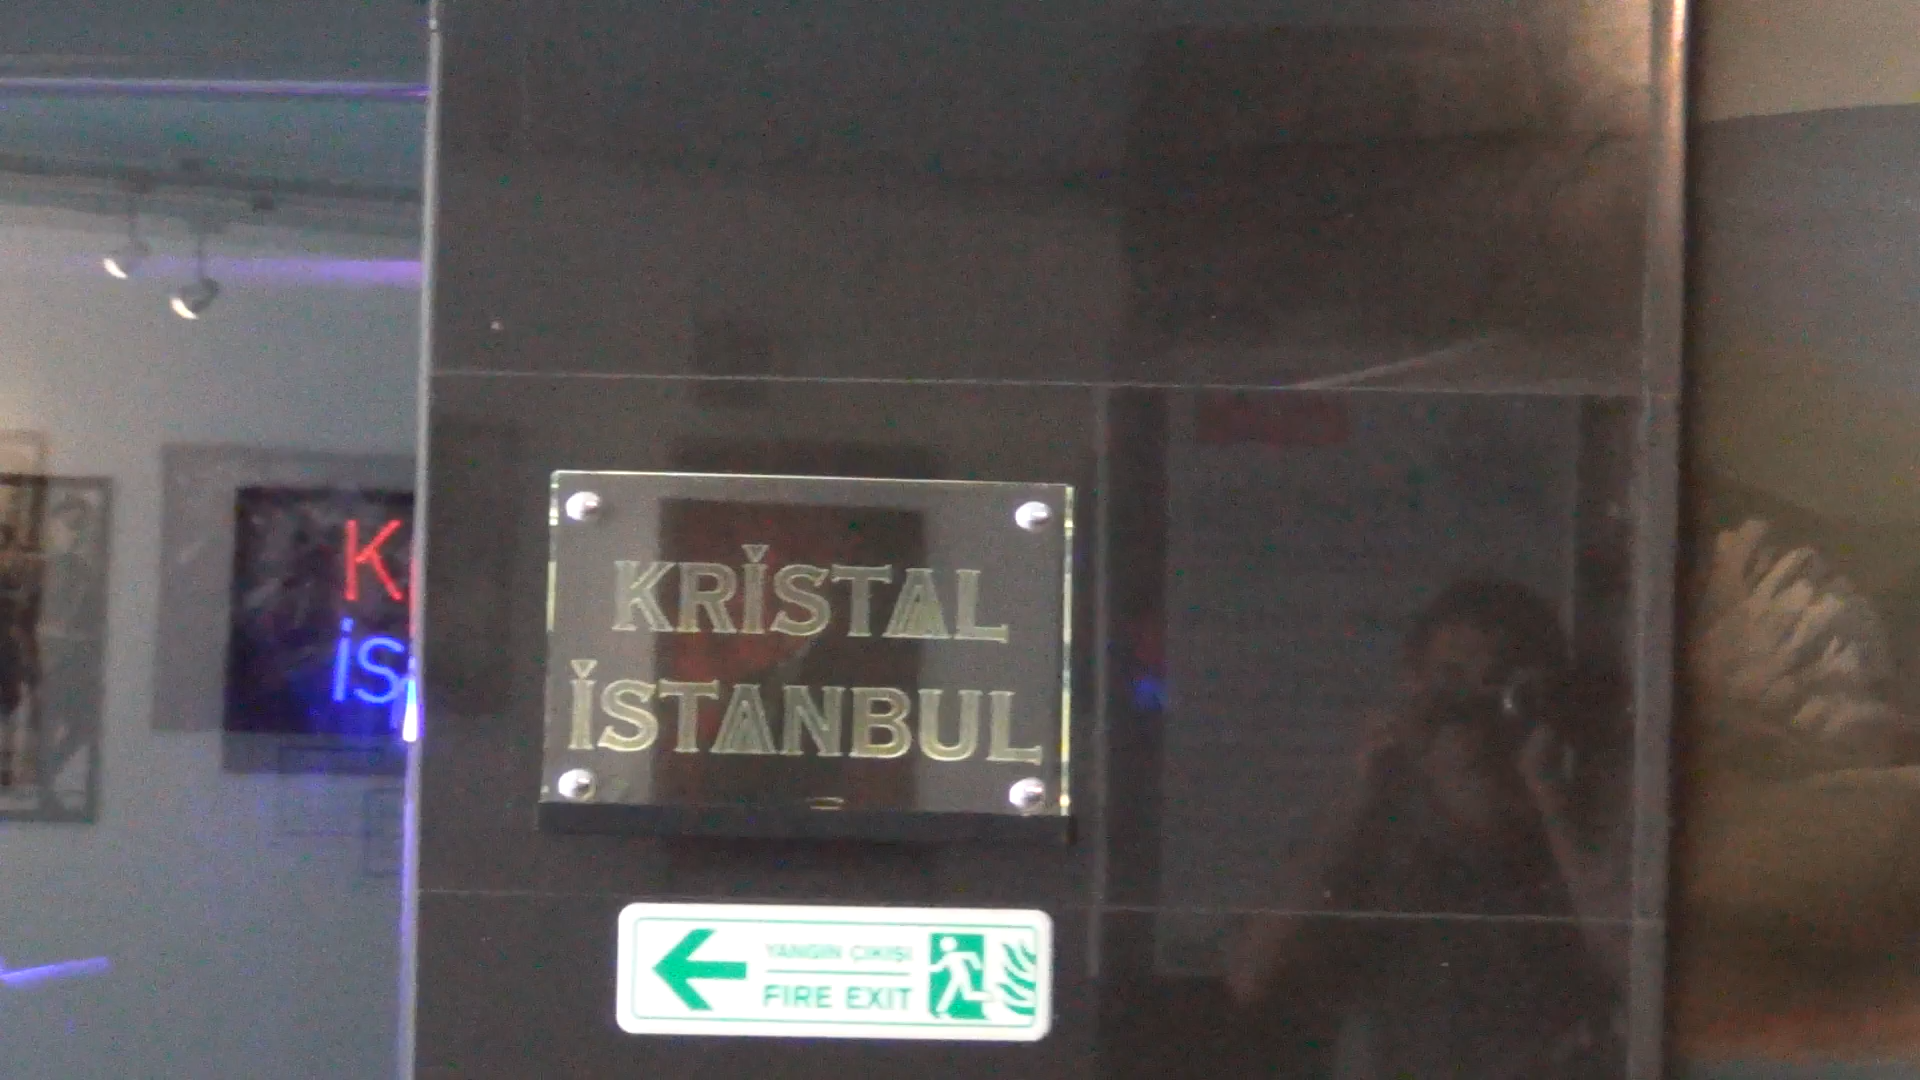 K
İS
KRİSTAL
İSTANBUL
YANGIN ÇIKIŞI
FIRE EXIT